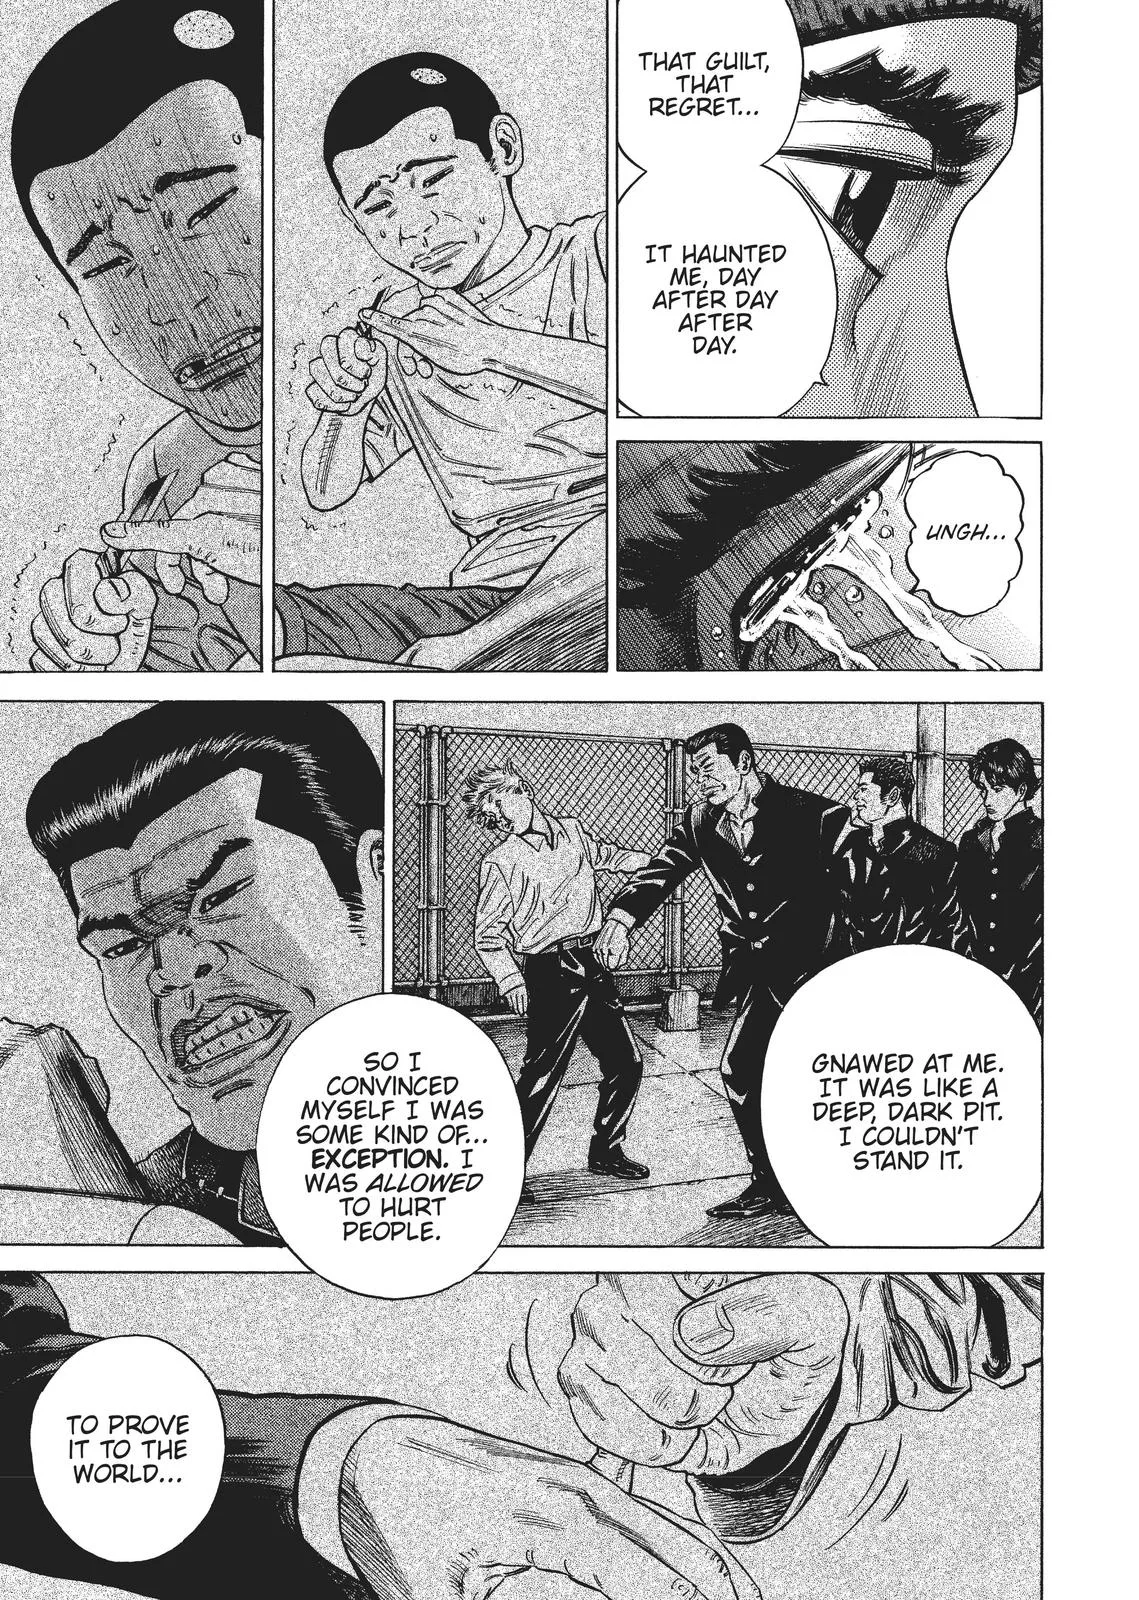 THAT GUILT,
THAT
REGRET...
IT HAUNTED
ME, DAY
AFTER DAY
AFTER
DAY.
UNGH...
GNAWED AT ME.
IT WAS LIKE A
DEEP, DARK PIT.
I COULDN'T
STAND IT.
SO I
CONVINCED
MYSELF I WAS
SOME KIND OF...
EXCEPTION. I
WAS ALLOWED
TO HURT
PEOPLE.
TO PROVE
IT TO THE
WORLD...